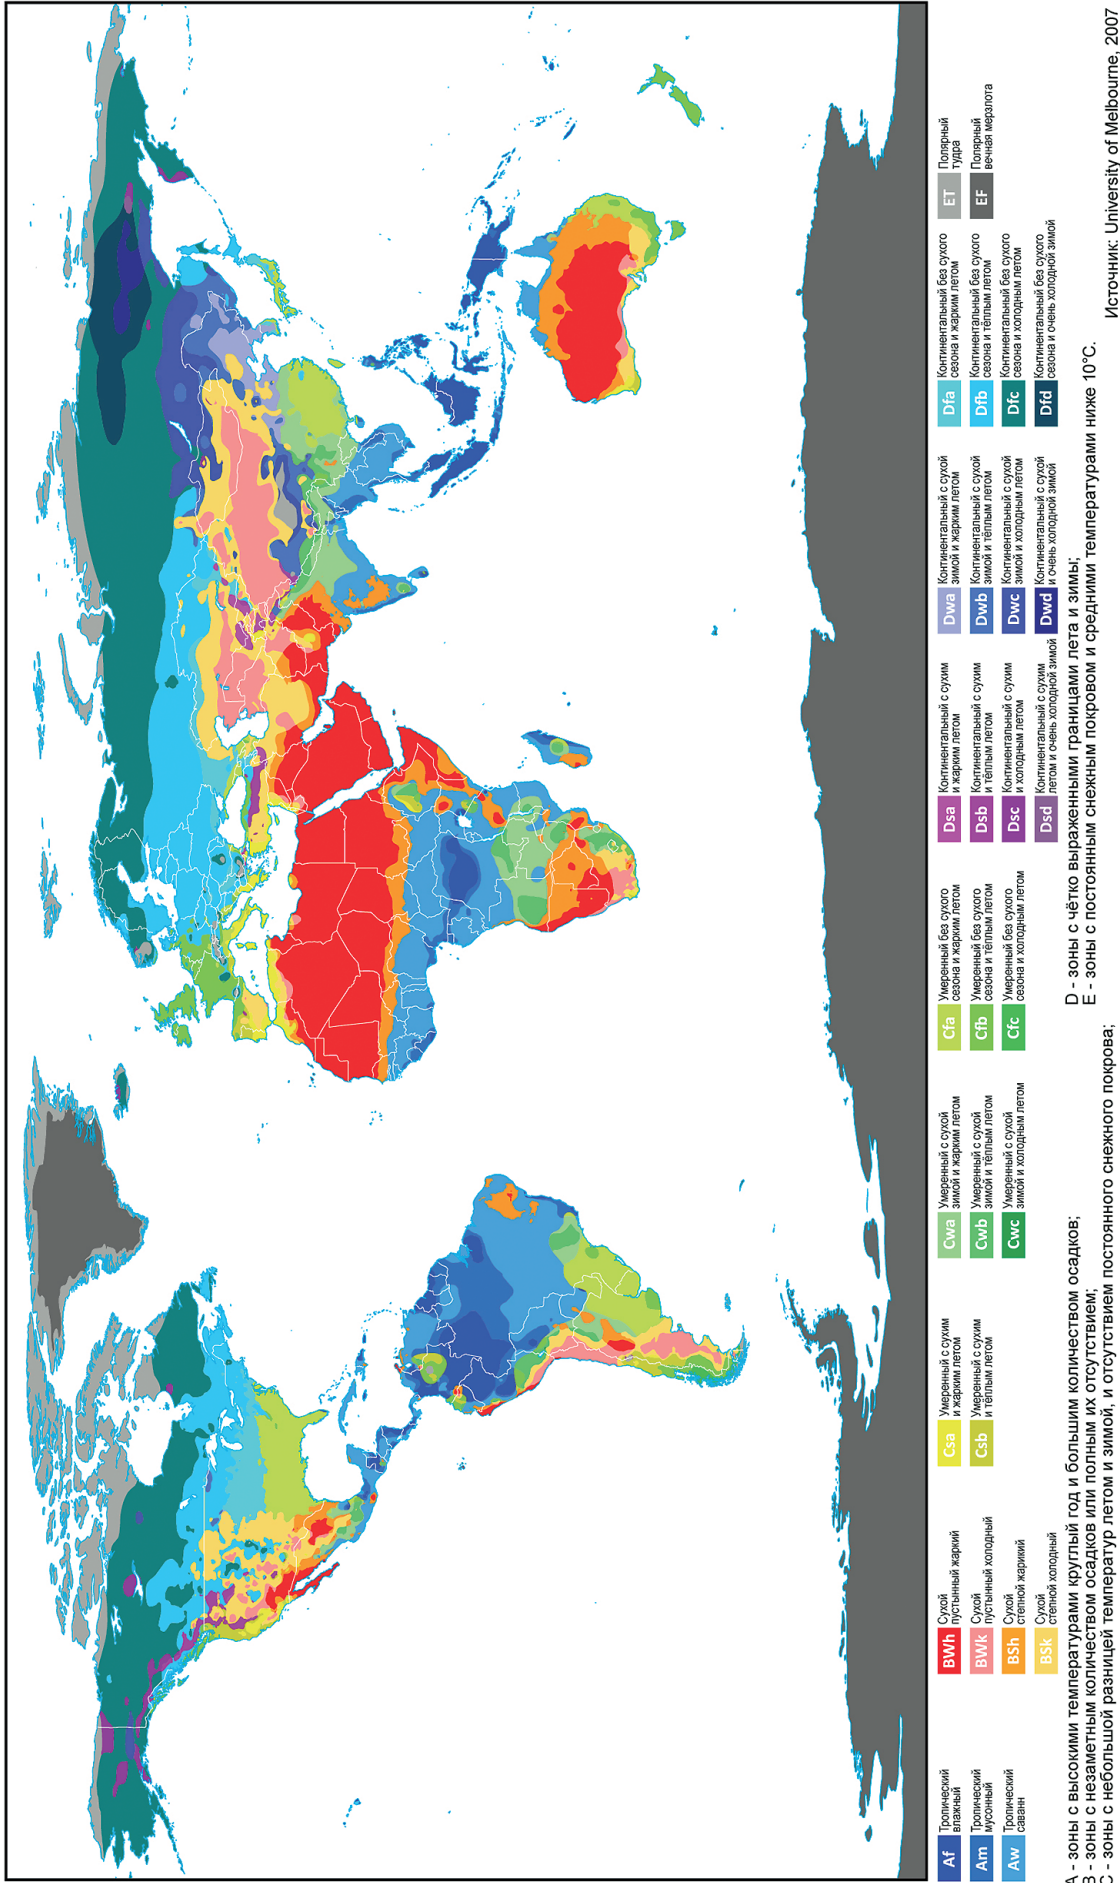 Af
Тропический
влажный
Am
Тропический
мусонный
Aw
Тропический
саванн
BWh
Сухой
пустынный жаркий
BWk
Сухой
пустынный холодный
BSh
Сухой
степной жарикий
BSk
Сухой
степной холодный
Csa
Умеренный с сухим
и жарким летом
Csb
Умеренный с сухим
и тёплым летом
Cwa
Умеренный с сухой
зимой и жарким летом
Cwb
Умеренный с сухой
зимой и тёплым летом
Cwc
Умеренный с сухой
зимой и холодным летом
Cfa
Умеренный без сухого
сезона и жарким летом
Cfb
Умеренный без сухого
сезона и тёплым летом
Cfc
Умеренный без сухого
сезона и холодным летом
Dsa
Континентальный с сухим
и жарким летом
Dsb
Континентальный с сухим
и тёплым летом
Dsc
Континентальный с сухим
и холодным летом
Dsd
Континентальный с сухим
летом и очень холодной зимой
Dwa
Континентальный с сухой
зимой и жарким летом
Dwb
Континентальный с сухой
зимой и тёплым летом
Dwc
Континентальный с сухой
зимой и холодным летом
Dwd
Континентальный с сухой
и очень холодной зимой
Dfa
Континентальный без сухого
сезона и жарким летом
Dfb
Континентальный без сухого
сезона и тёплым летом
Dfc
Континентальный без сухого
сезона и холодным летом
Dfd
Континентальный без сухого
сезона и очень холодной зимой
ET
Полярный
тудра
EF
Полярный
вечная мерзлота
A - зоны с высокими температурами круглый год и большим количеством осадков;
B - зоны с незаметным количеством осадков или полным их отсутствием;
C - зоны с небольшой разницей температур летом и зимой, и отсутствием постоянного снежного покрова;
D - зоны с чётко выраженными границами лета и зимы;
E - зоны с постоянным снежным покровом и средними температурами ниже 10°C.
Источник: University of Melbourne, 2007